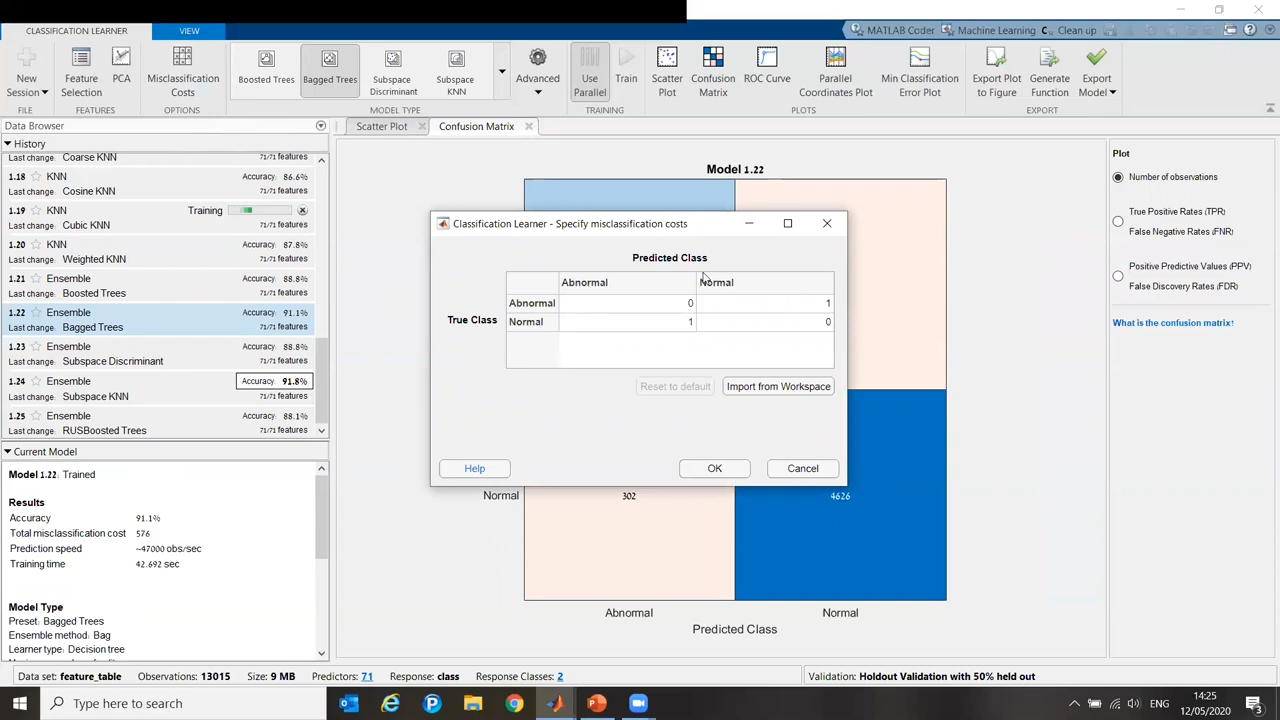 CLASSIFICATION LEARNER
VIEW
MATLAB Coder
Machine Learning
Clean up
New
Session
Feature
Selection
PCA
Misclassification
Costs
Boosted Trees
Bagged Trees
Subspace
Discriminant
Subspace
KNN
Advanced
Use
Parallel
Train
Scatter
Plot
Confusion
Matrix
ROC Curve
Parallel
Coordinates Plot
Min Classification
Error Plot
Export Plot
to Figure
Generate
Function
Export
Model
FILE
FEATURES
OPTIONS
MODEL TYPE
TRAINING
PLOTS
EXPORT
Data Browser
History
Last change: Coarse KNN 71/71 features
1.18 KNN Accuracy: 86.6%
Last change: Cosine KNN 71/71 features
1.19 KNN Training
Last change: Cubic KNN 71/71 features
1.20 KNN Accuracy: 87.8%
Last change: Weighted KNN 71/71 features
1.21 Ensemble Accuracy: 88.8%
Last change: Boosted Trees 71/71 features
1.22 Ensemble Accuracy: 91.1%
Last change: Bagged Trees 71/71 features
1.23 Ensemble Accuracy: 88.8%
Last change: Subspace Discriminant 71/71 features
1.24 Ensemble Accuracy: 91.8%
Last change: Subspace KNN 71/71 features
1.25 Ensemble Accuracy: 88.1%
Last change: RUSBoosted Trees 71/71 features
Current Model
Model 1.22: Trained
Results
Accuracy 91.1%
Total misclassification cost 576
Prediction speed ~47000 obs/sec
Training time 42.692 sec
Model Type
Preset: Bagged Trees
Ensemble method: Bag
Learner type: Decision tree
Scatter Plot
Confusion Matrix
Model 1.22
Classification Learner - Specify misclassification costs
Predicted Class
Abnormal Normal
Abnormal 0 1
True Class
Normal 1 0
Reset to default
Import from Workspace
Help
OK
Cancel
Normal
302
4626
Abnormal
Normal
Predicted Class
Plot
Number of observations
True Positive Rates (TPR)
False Negative Rates (FNR)
Positive Predictive Values (PPV)
False Discovery Rates (FDR)
What is the confusion matrix?
Data set: feature_table Observations: 13015 Size: 9 MB Predictors: 71 Response: class Response Classes: 2
Validation: Holdout Validation with 50% held out
Type here to search
ENG
14:25
12/05/2020
3